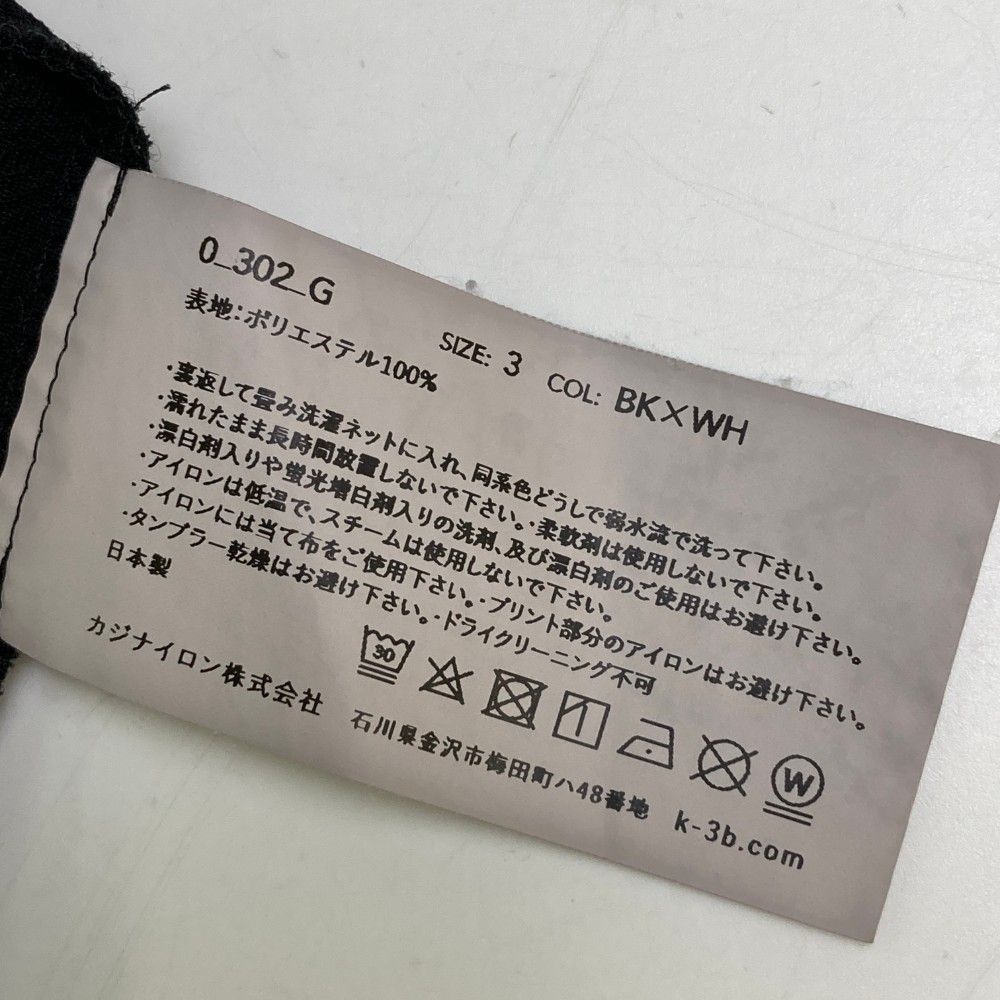 0_302_G SIZE: 3 COL: BK×WH
表地:ポリエステル100%
・裏返して畳み洗濯ネットに入れ、同系色どうしで弱水流で洗って下さい。
・濡れたまま長時間放置しないで下さい。・柔軟剤は使用しないで下さい。
・漂白剤入りや蛍光増白剤入りの洗剤、及び漂白剤のご使用はお避け下さい。
・アイロンは低温で、スチームは使用しないで下さい。
・アイロンには当て布をご使用下さい。・プリント部分のアイロンはお避け下さい。
・タンブラー乾燥はお避け下さい。・ドライクリーニング不可
日本製
30 W
カジナイロン株式会社 石川県金沢市梅田町ハ48番地 k-3b.com